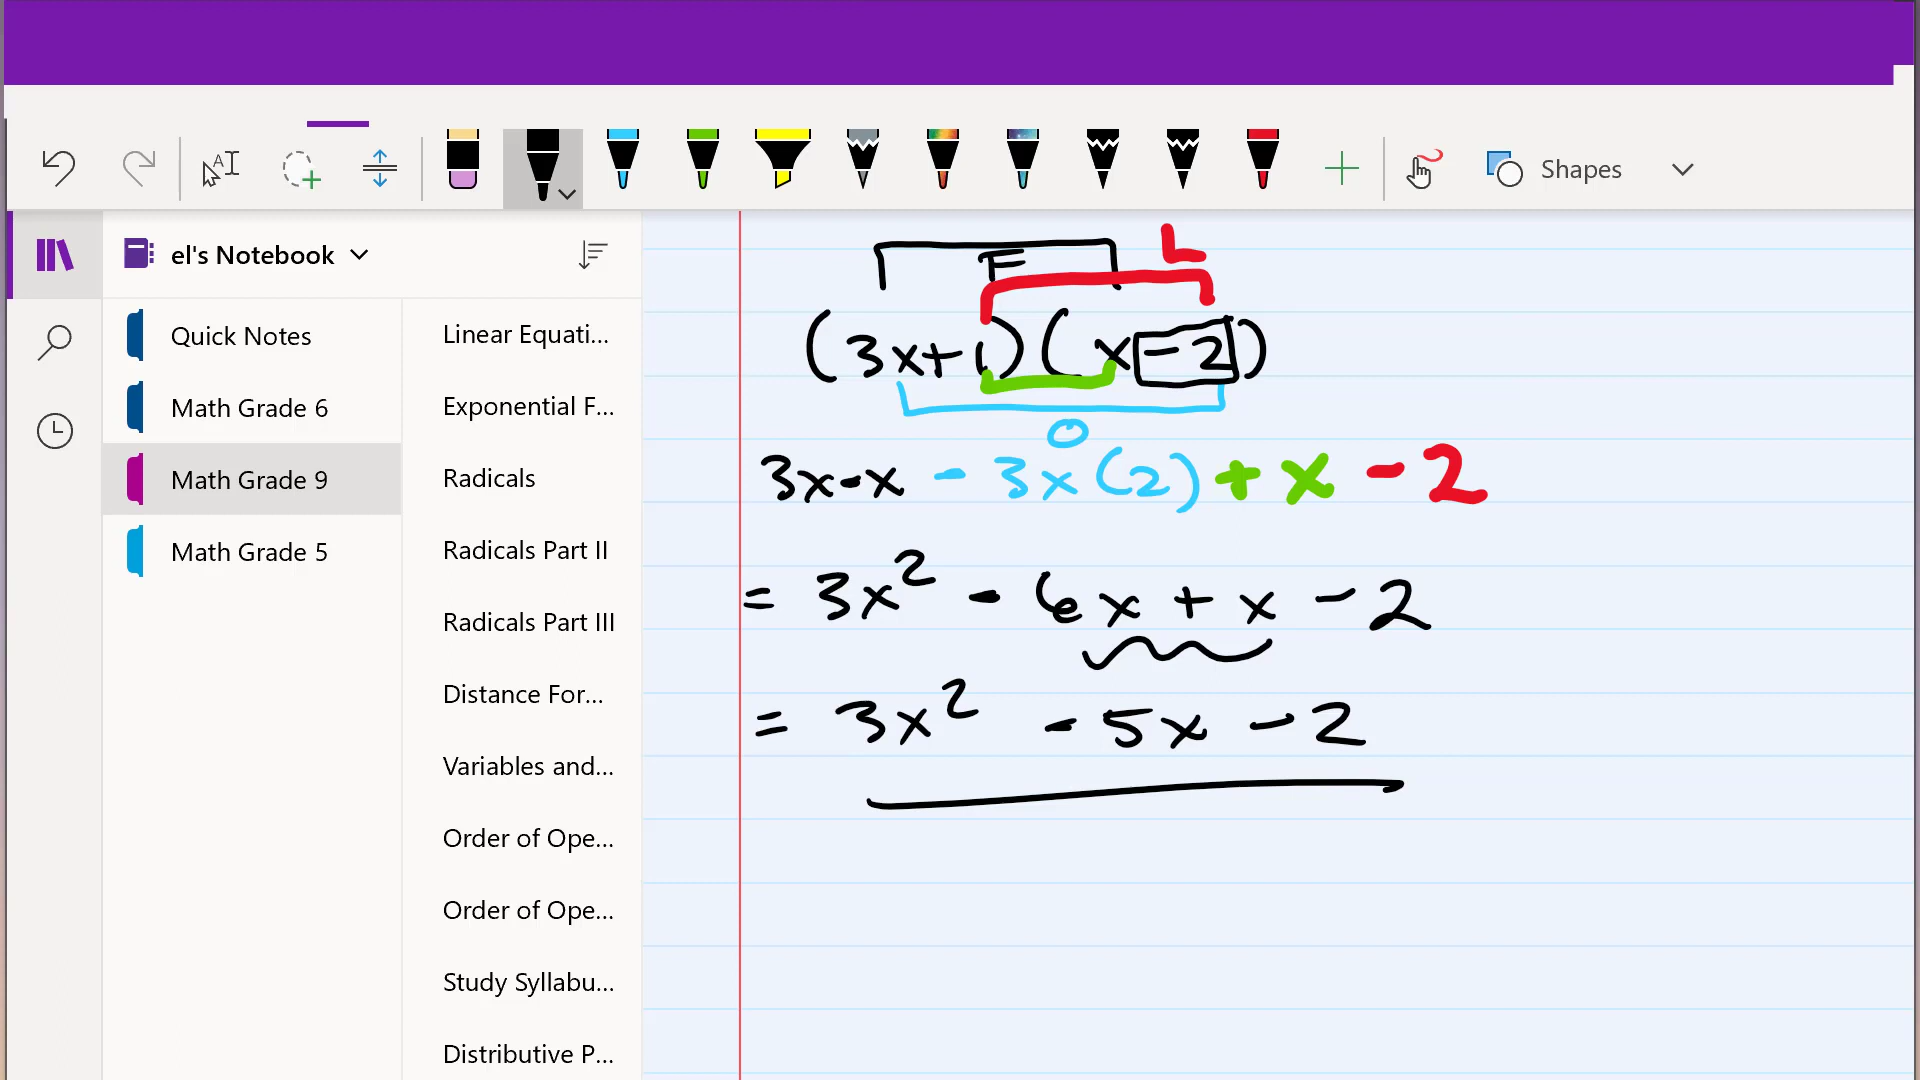 Shapes
el's Notebook
Quick Notes
Math Grade 6
Math Grade 9
Math Grade 5
Linear Equati...
Exponential F...
Radicals
Radicals Part II
Radicals Part III
Distance For...
Variables and...
Order of Ope...
Order of Ope...
Study Syllabu...
Distributive P...
F L
(3x+1)(x-2)
O
3x-x - 3x(2) + x - 2
= 3x² - 6x + x - 2
= 3x² - 5x - 2